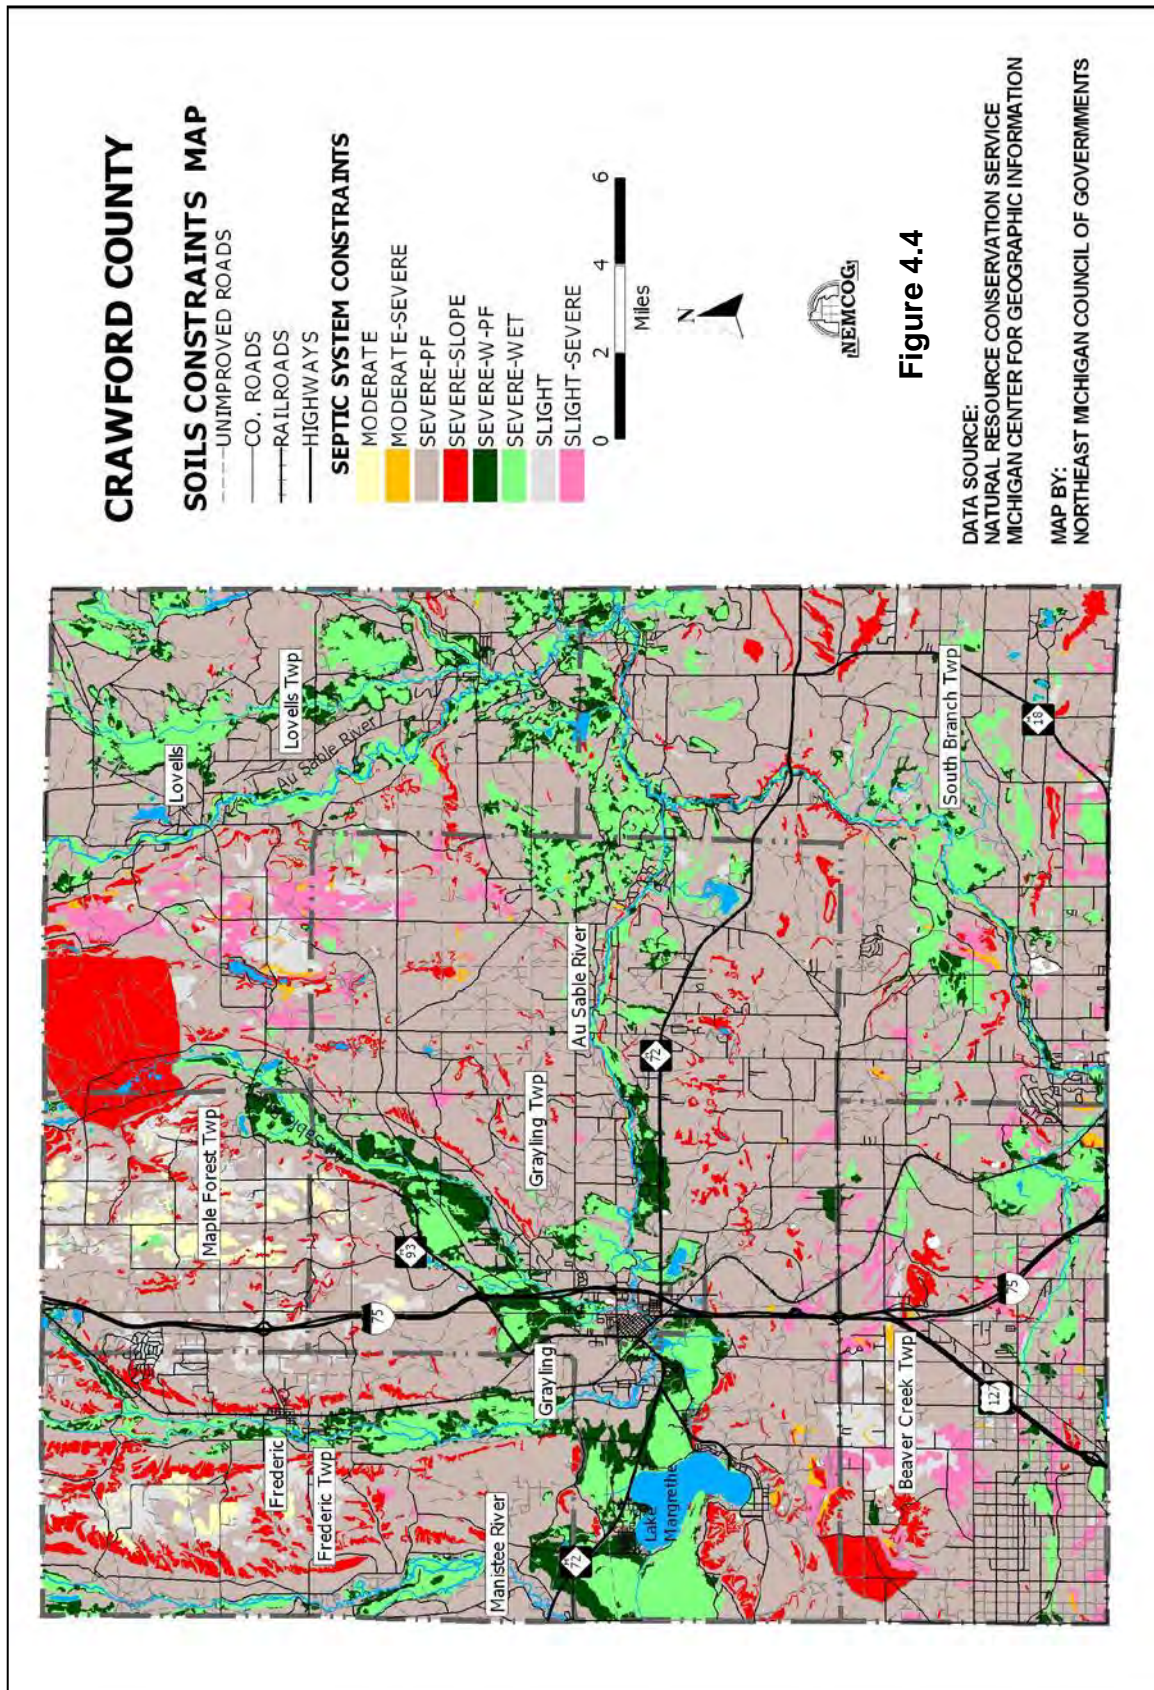 CRAWFORD COUNTY
SOILS CONSTRAINTS MAP
UNIMPROVED ROADS
CO. ROADS
RAILROADS
HIGHWAYS
SEPTIC SYSTEM CONSTRAINTS
MODERATE
MODERATE-SEVERE
SEVERE-PF
SEVERE-SLOPE
SEVERE-W-PF
SEVERE-WET
SLIGHT
SLIGHT-SEVERE
0 2 4 6
Miles
N
NEMCOG
Figure 4.4
DATA SOURCE:
NATURAL RESOURCE CONSERVATION SERVICE
MICHIGAN CENTER FOR GEOGRAPHIC INFORMATION
MAP BY:
NORTHEAST MICHIGAN COUNCIL OF GOVERNMENTS
Lovells
Lovells Twp
Au Sable River
Maple Forest Twp
Frederic
Frederic Twp
75
M
93
Grayling Twp
Grayling
Manistee River
Au Sable River
M
72
M
72
Lake
Margrethe
Beaver Creek Twp
South Branch Twp
M
18
75
127